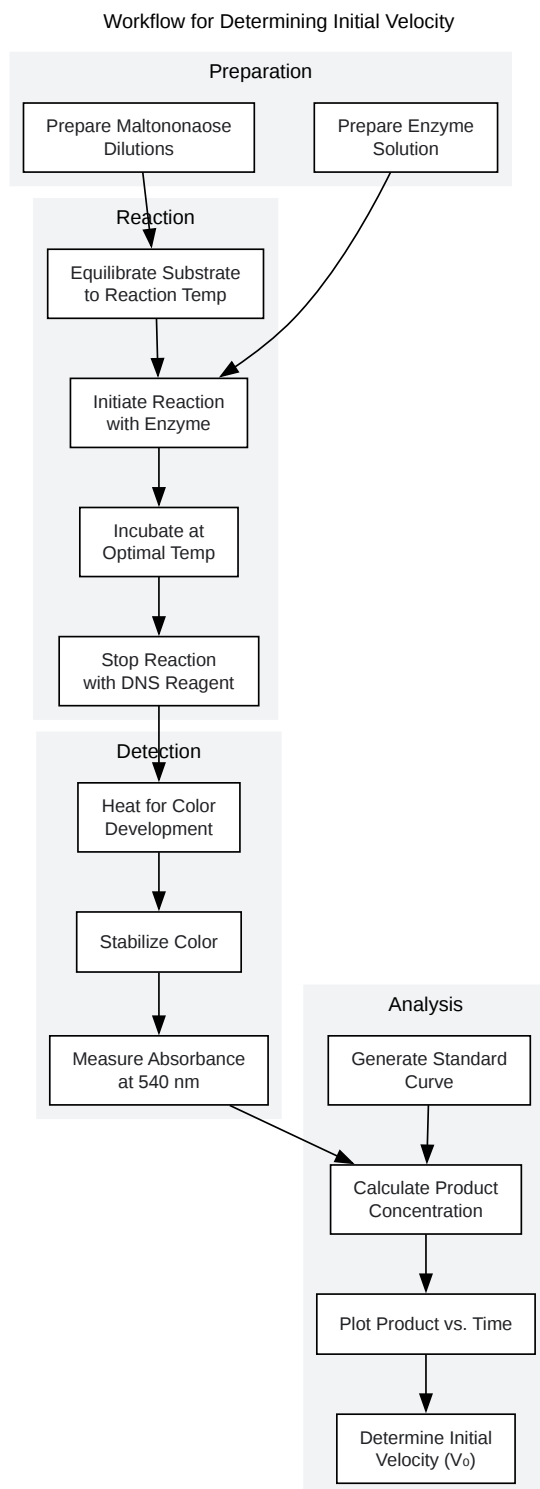 Workflow for Determining Initial Velocity
Preparation
Prepare Maltononaose
Dilutions
Prepare Enzyme
Solution
Reaction
Equilibrate Substrate
to Reaction Temp
Initiate Reaction
with Enzyme
Incubate at
Optimal Temp
Stop Reaction
with DNS Reagent
Detection
Heat for Color
Development
Stabilize Color
Measure Absorbance
at 540 nm
Analysis
Generate Standard
Curve
Calculate Product
Concentration
Plot Product vs. Time
Determine Initial
Velocity (V₀)